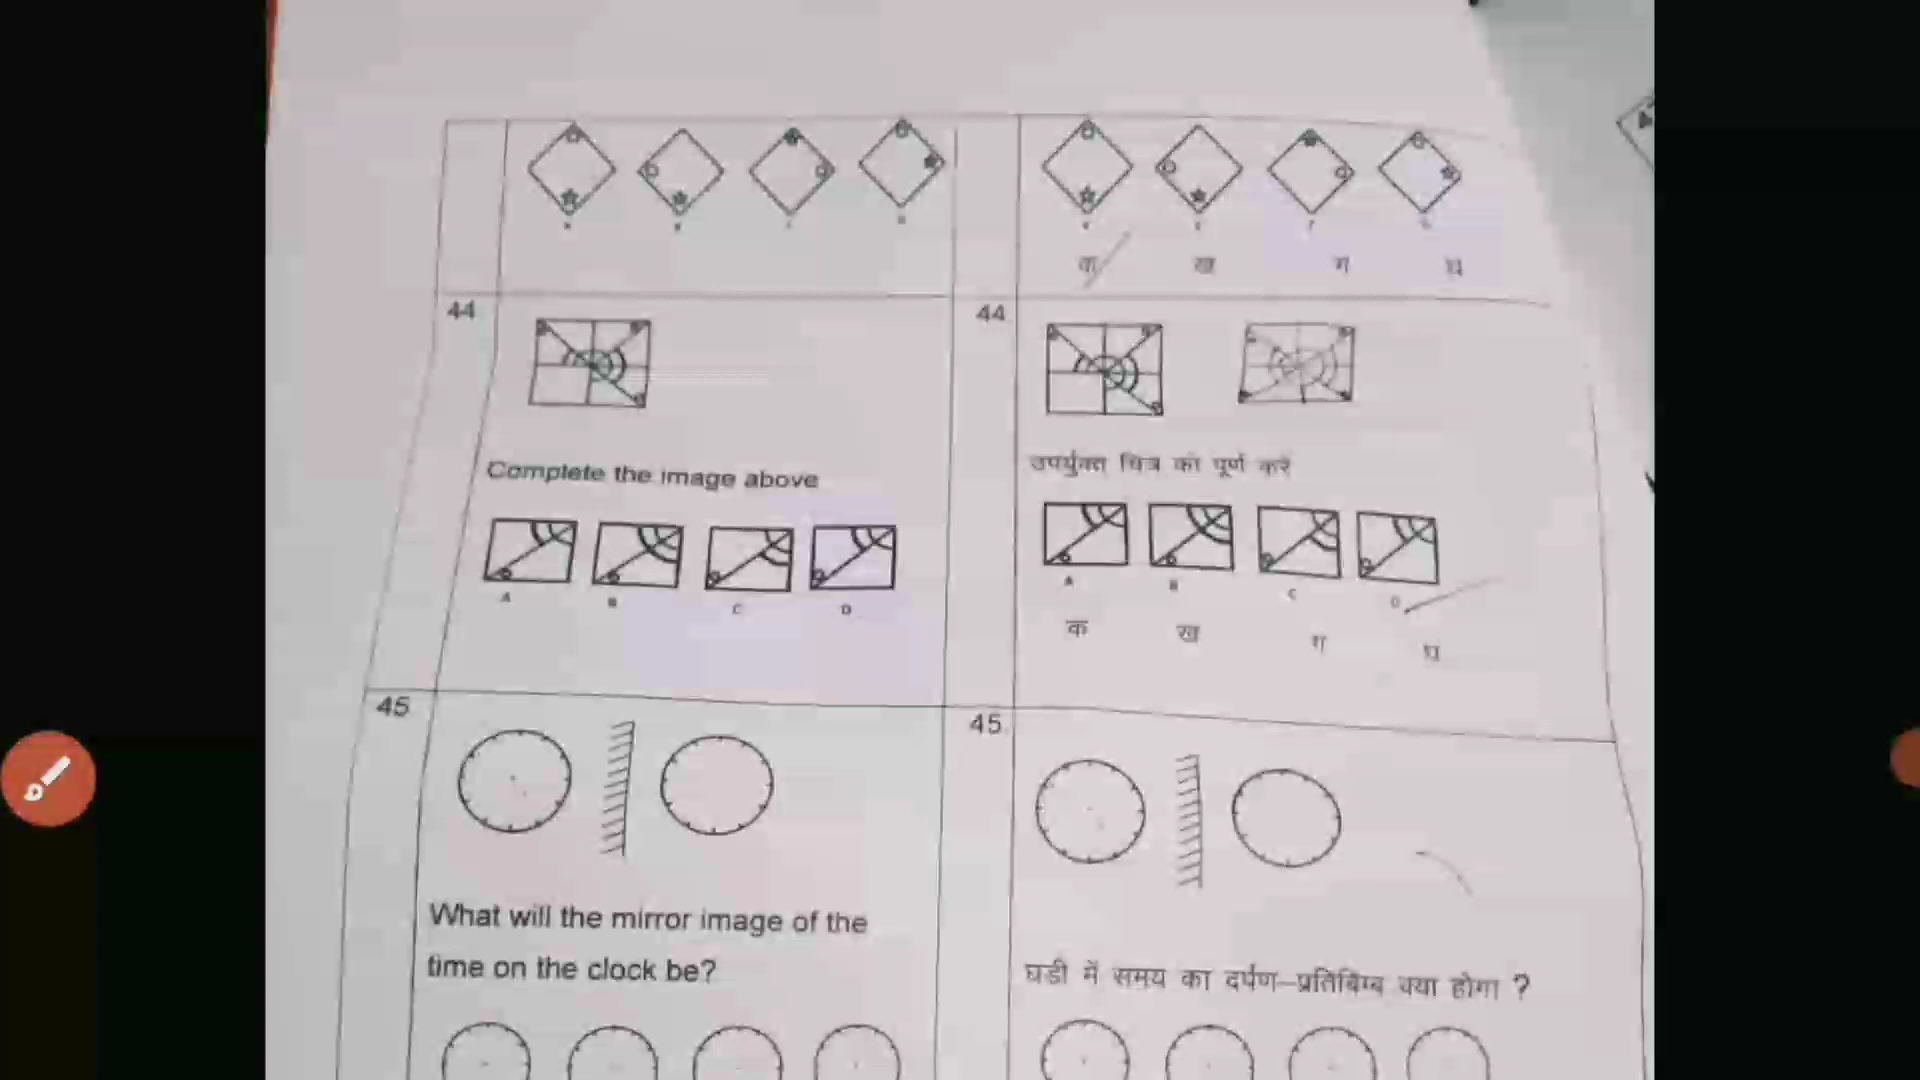 क ख ग घ
44
44
Complete the image above
उपर्युक्त चित्र को पूर्ण करें
A B C D
A B C D
क ख ग घ
45
45
What will the mirror image of the
time on the clock be?
घडी में समय का दर्पण–प्रतिबिम्ब क्या होगा ?